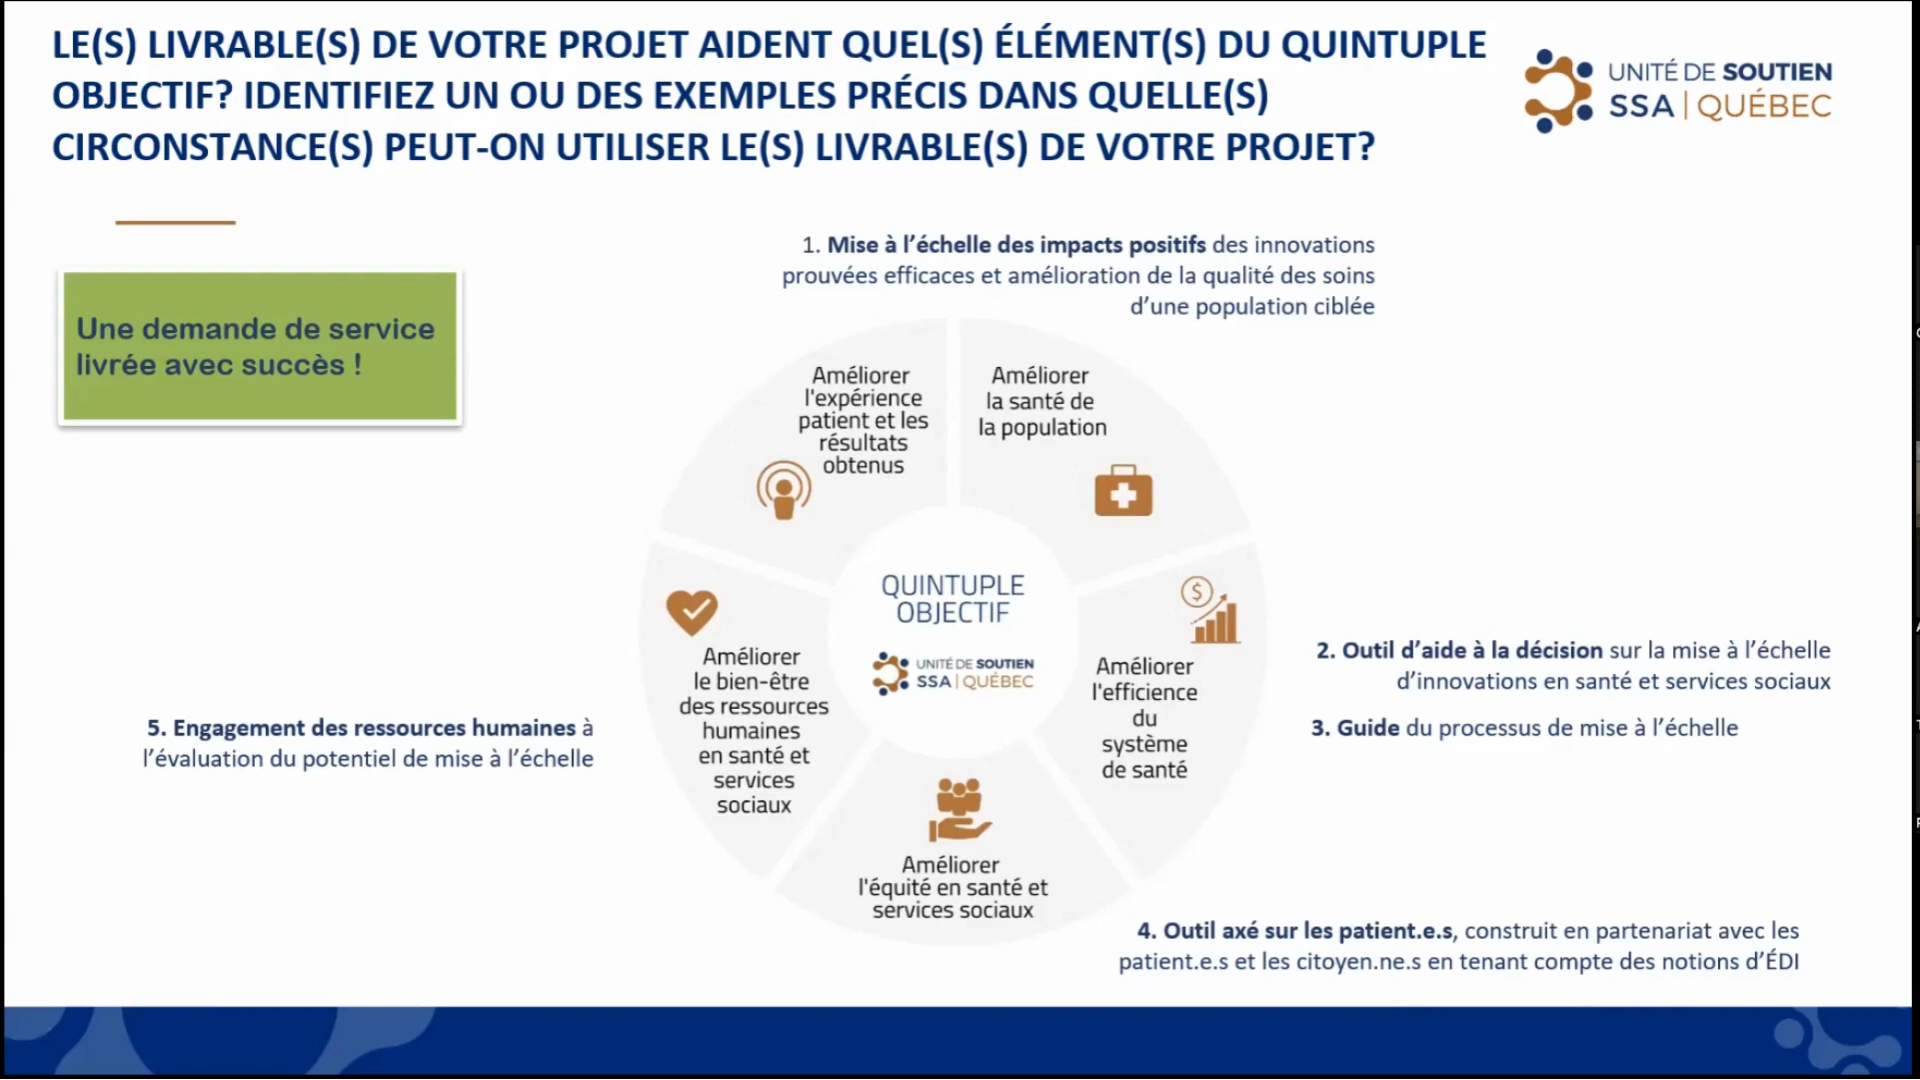 LE(S) LIVRABLE(S) DE VOTRE PROJET AIDENT QUEL(S) ÉLÉMENT(S) DU QUINTUPLE
OBJECTIF? IDENTIFIEZ UN OU DES EXEMPLES PRÉCIS DANS QUELLE(S)
CIRCONSTANCE(S) PEUT-ON UTILISER LE(S) LIVRABLE(S) DE VOTRE PROJET?
UNITÉ DE SOUTIEN
SSA | QUÉBEC
Une demande de service
livrée avec succès !
1. Mise à l'échelle des impacts positifs des innovations
prouvées efficaces et amélioration de la qualité des soins
d'une population ciblée
Améliorer
l'expérience
patient et les
résultats
obtenus
Améliorer
la santé de
la population
QUINTUPLE
OBJECTIF
UNITÉ DE SOUTIEN
SSA | QUÉBEC
Améliorer
le bien-être
des ressources
humaines
en santé et
services
sociaux
Améliorer
l'efficience
du
système
de santé
Améliorer
l'équité en santé et
services sociaux
2. Outil d'aide à la décision sur la mise à l'échelle
d'innovations en santé et services sociaux
3. Guide du processus de mise à l'échelle
4. Outil axé sur les patient.e.s, construit en partenariat avec les
patient.e.s et les citoyen.ne.s en tenant compte des notions d'ÉDI
5. Engagement des ressources humaines à
l'évaluation du potentiel de mise à l'échelle